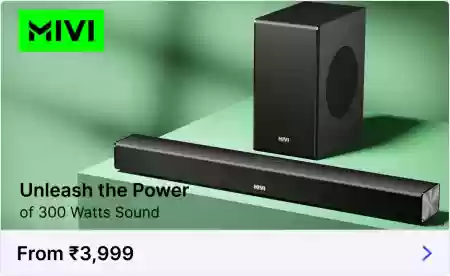 MIVI
MIVI
MIVI
Unleash the Power
of 300 Watts Sound
From ₹3,999